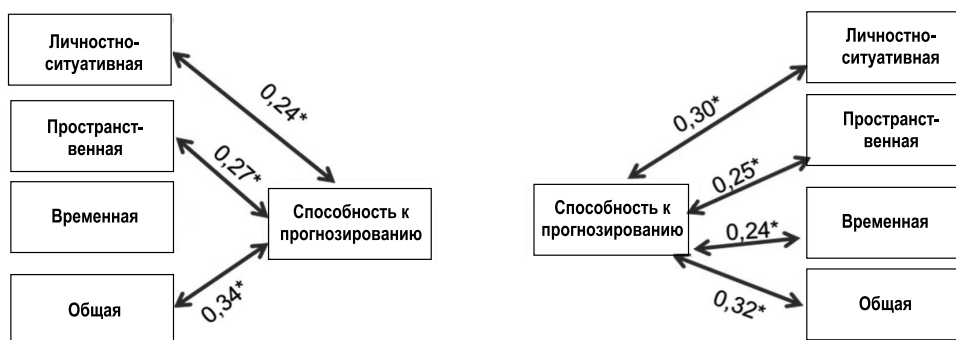 Личностно-
ситуативная
0,24*
Пространст-
венная
0,27*
Временная
Способность к
прогнозированию
Общая
0,34*
Личностно-
ситуативная
0,30*
Пространст-
венная
0,25*
Способность к
прогнозированию
Временная
0,24*
Общая
0,32*